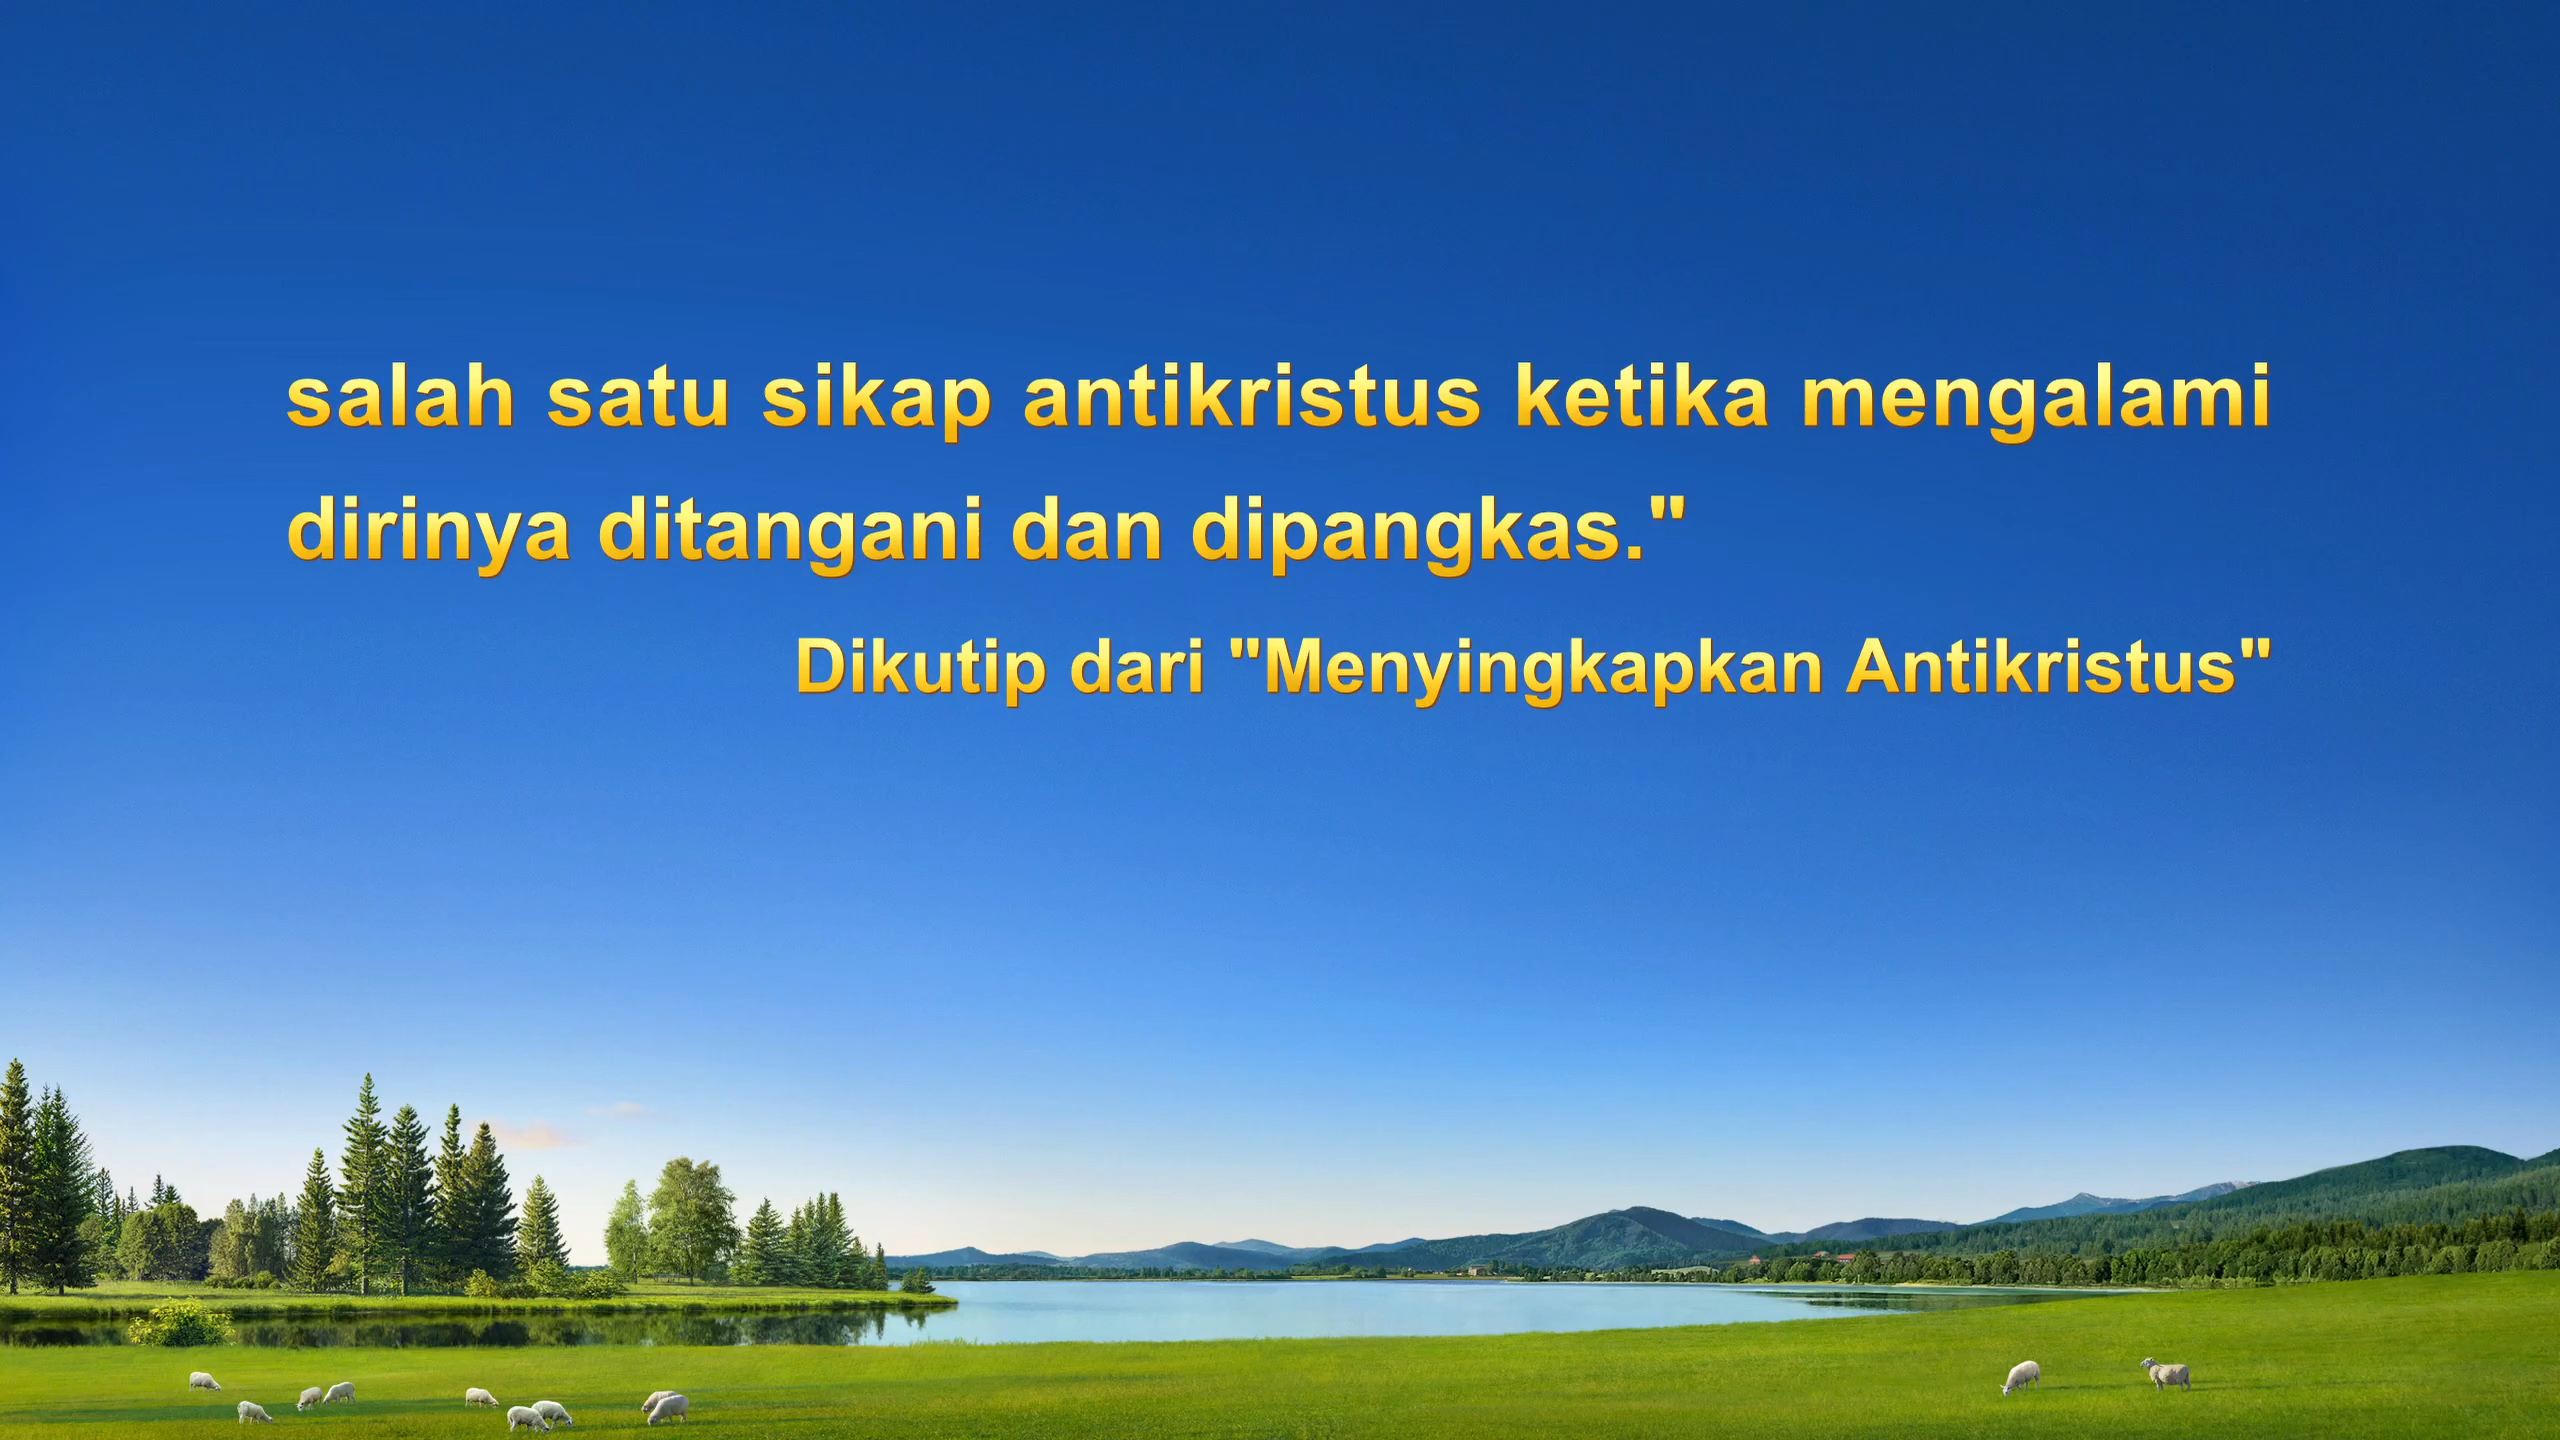 salah satu sikap antikristus ketika mengalami
dirinya ditangani dan dipangkas."
Dikutip dari "Menyingkapkan Antikristus"